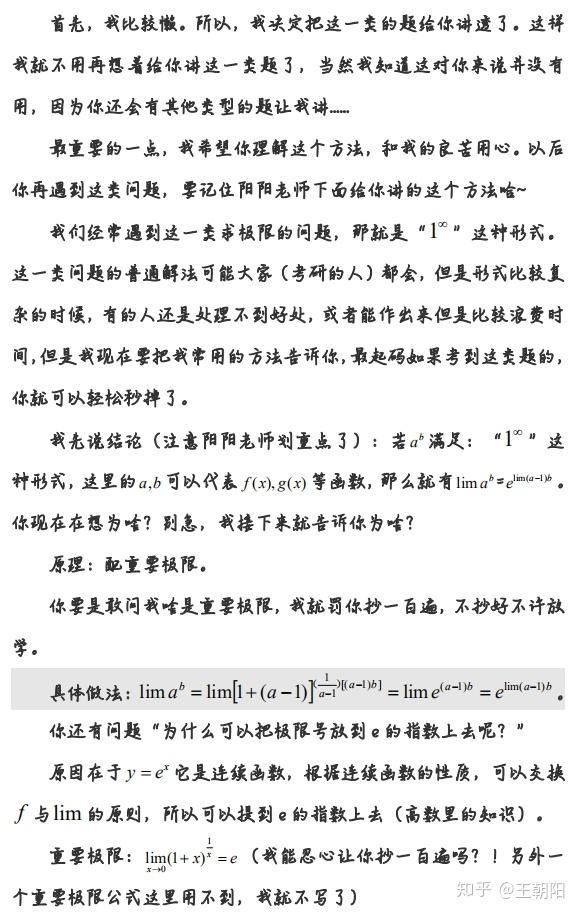 首先，我比较懒。所以，我决定把这一类的题给你讲透了。这样
我就不用再想着给你讲这一类题了，当然我知道这对你来说并没有
用，因为你还会有其他类型的题让我讲……
最重要的一点，我希望你理解这个方法，和我的良苦用心。以后
你再遇到这类问题，要记住阳阳老师下面给你讲的这个方法啥~
我们经常遇到这一类求极限的问题，那就是“1^∞”这种形式。
这一类问题的普通解法可能大家（考研的人）都会，但是形式比较复
杂的时候，有的人还是处理不到好处，或者能作出来但是比较浪费时
间，但是我现在要把我常用的方法告诉你，最起码如果考到这类题的，
你就可以轻松秒掉了。
我先说结论（注意阳阳老师划重点了）：若 a^b 满足：“1^∞”这
种形式，这里的 a,b 可以代表 f(x),g(x) 等函数，那么就有 lim a^b = e^{lim(a−1)b} 。
你现在在想为啥？别急，我接下来就告诉你为啥？
原理：配重要极限。
你要是敢问我啥是重要极限，我就罚你抄一百遍，不抄好不许放
学。
具体做法：lim a^b = lim[1+(a−1)]^{(\frac{1}{a−1})[(a−1)b]} = lim e^{(a−1)b} = e^{lim(a−1)b} 。
你还有问题“为什么可以把极限号放到 e 的指数上去呢？”
原因在于 y = e^x 它是连续函数，根据连续函数的性质，可以交换
f 与 lim 的原则，所以可以提到 e 的指数上去（高数里的知识）。
重要极限：lim_{x→0}(1+x)^{\frac{1}{x}} = e （我能忍心让你抄一百遍吗？！另外一
个重要极限公式这里用不到，我就不写了）
知乎 @王朝阳